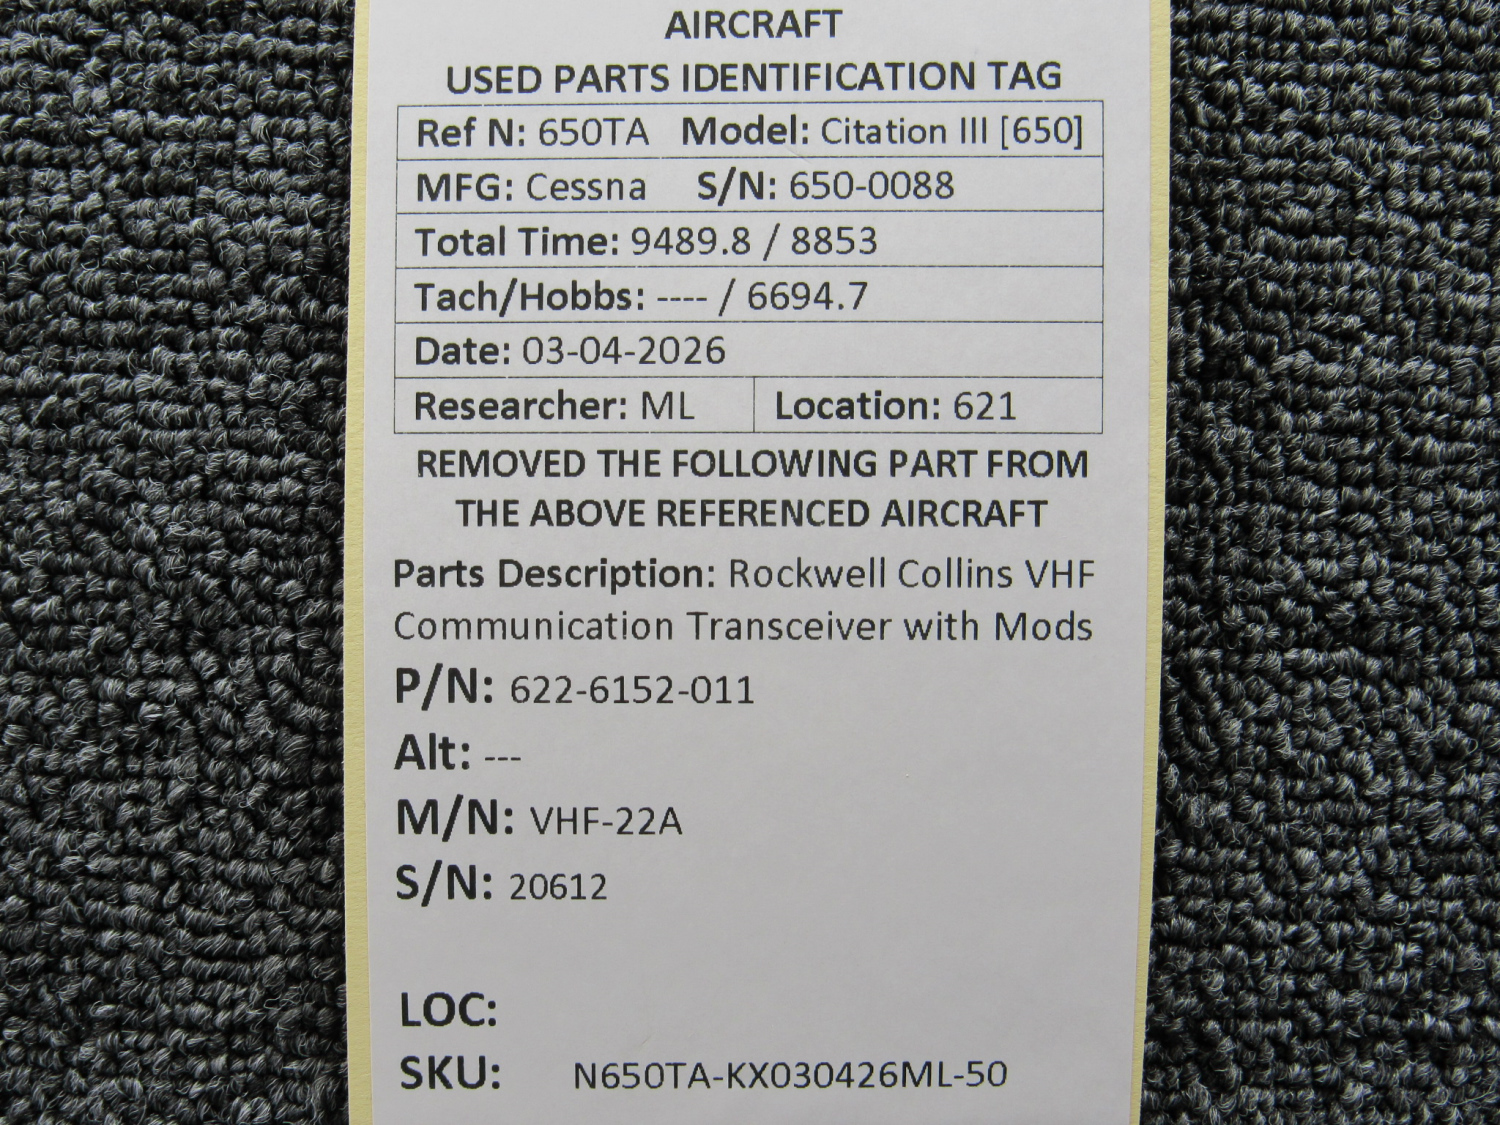 AIRCRAFT
USED PARTS IDENTIFICATION TAG
Ref N: 650TA Model: Citation III [650]
MFG: Cessna S/N: 650-0088
Total Time: 9489.8 / 8853
Tach/Hobbs: ---- / 6694.7
Date: 03-04-2026
Researcher: ML Location: 621
REMOVED THE FOLLOWING PART FROM
THE ABOVE REFERENCED AIRCRAFT
Parts Description: Rockwell Collins VHF
Communication Transceiver with Mods
P/N: 622-6152-011
Alt: ---
M/N: VHF-22A
S/N: 20612
LOC:
SKU: N650TA-KX030426ML-50